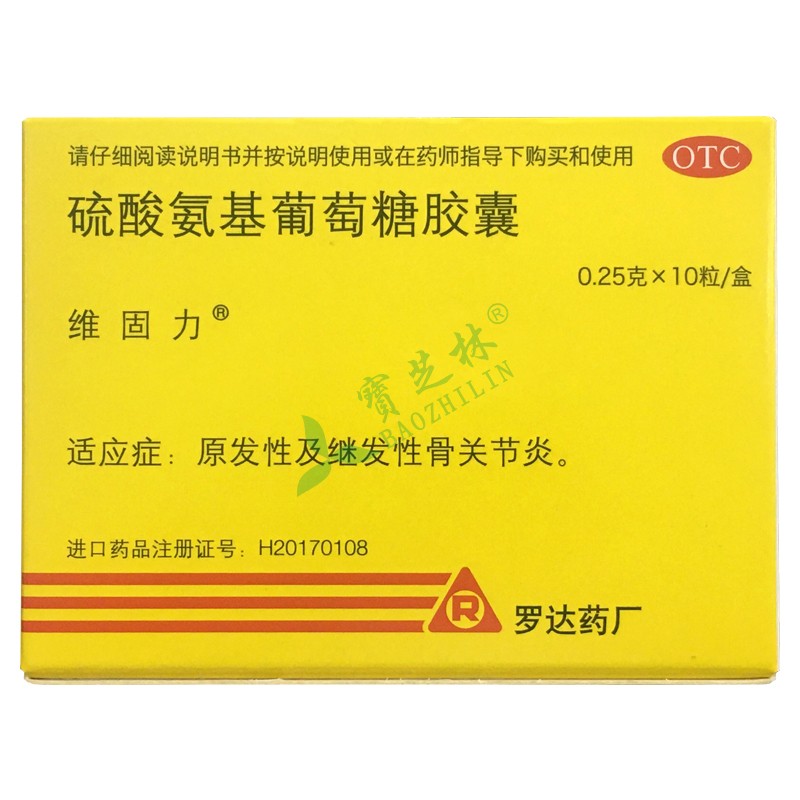 请仔细阅读说明书并按说明使用或在药师指导下购买和使用
OTC
硫酸氨基葡萄糖胶囊
0.25克×10粒/盒
维固力®
寶芝林®
BAOZHILIN
适应症：原发性及继发性骨关节炎。
进口药品注册证号：H20170108
R
罗达药厂